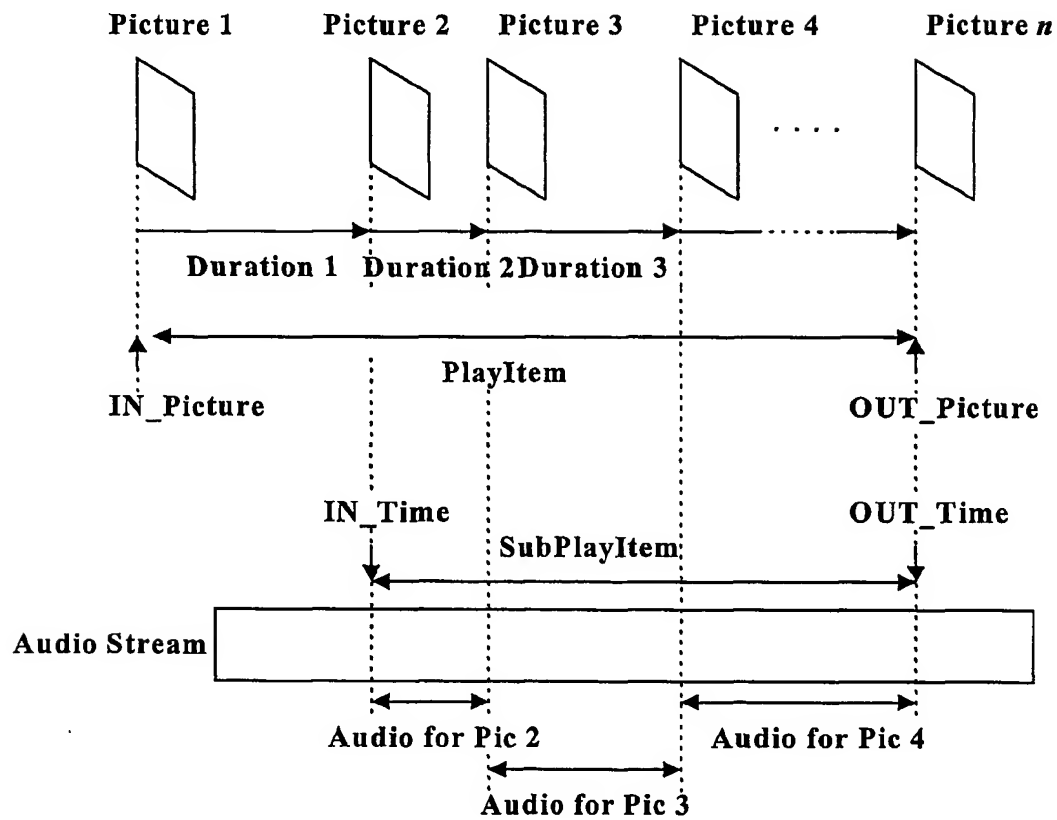 Picture 1 Picture 2 Picture 3 Picture 4 Picture n
. . . .
Duration 1 Duration 2 Duration 3
PlayItem
IN_Picture OUT_Picture
IN_Time OUT_Time
SubPlayItem
Audio Stream
Audio for Pic 2 Audio for Pic 4
Audio for Pic 3